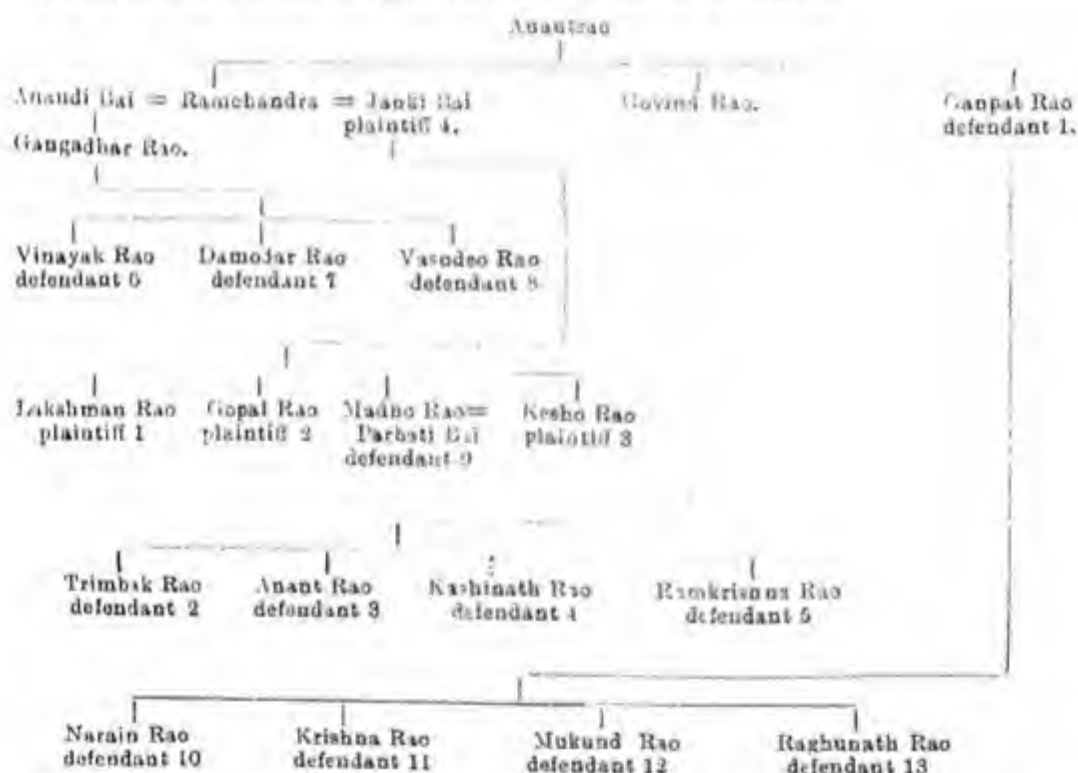 Anantrao
Anandi Bai = Ramchandra = Janki Bai
plaintiff 4.
Govind Rao.
Ganpat Rao
defendant 1.
Gangadhar Rao.
Vinayak Rao
defendant 6
Damodar Rao
defendant 7
Vasudeo Rao
defendant 8
Lakshman Rao
plaintiff 1
Gopal Rao
plaintiff 2
Madho Rao=
Parbati Bai
defendant 9
Kesho Rao
plaintiff 3
Trimbak Rao
defendant 2
Anant Rao
defendant 3
Kashinath Rao
defendant 4
Ramkrishna Rao
defendant 5
Narain Rao
defendant 10
Krishna Rao
defendant 11
Mukund Rao
defendant 12
Raghunath Rao
defendant 13